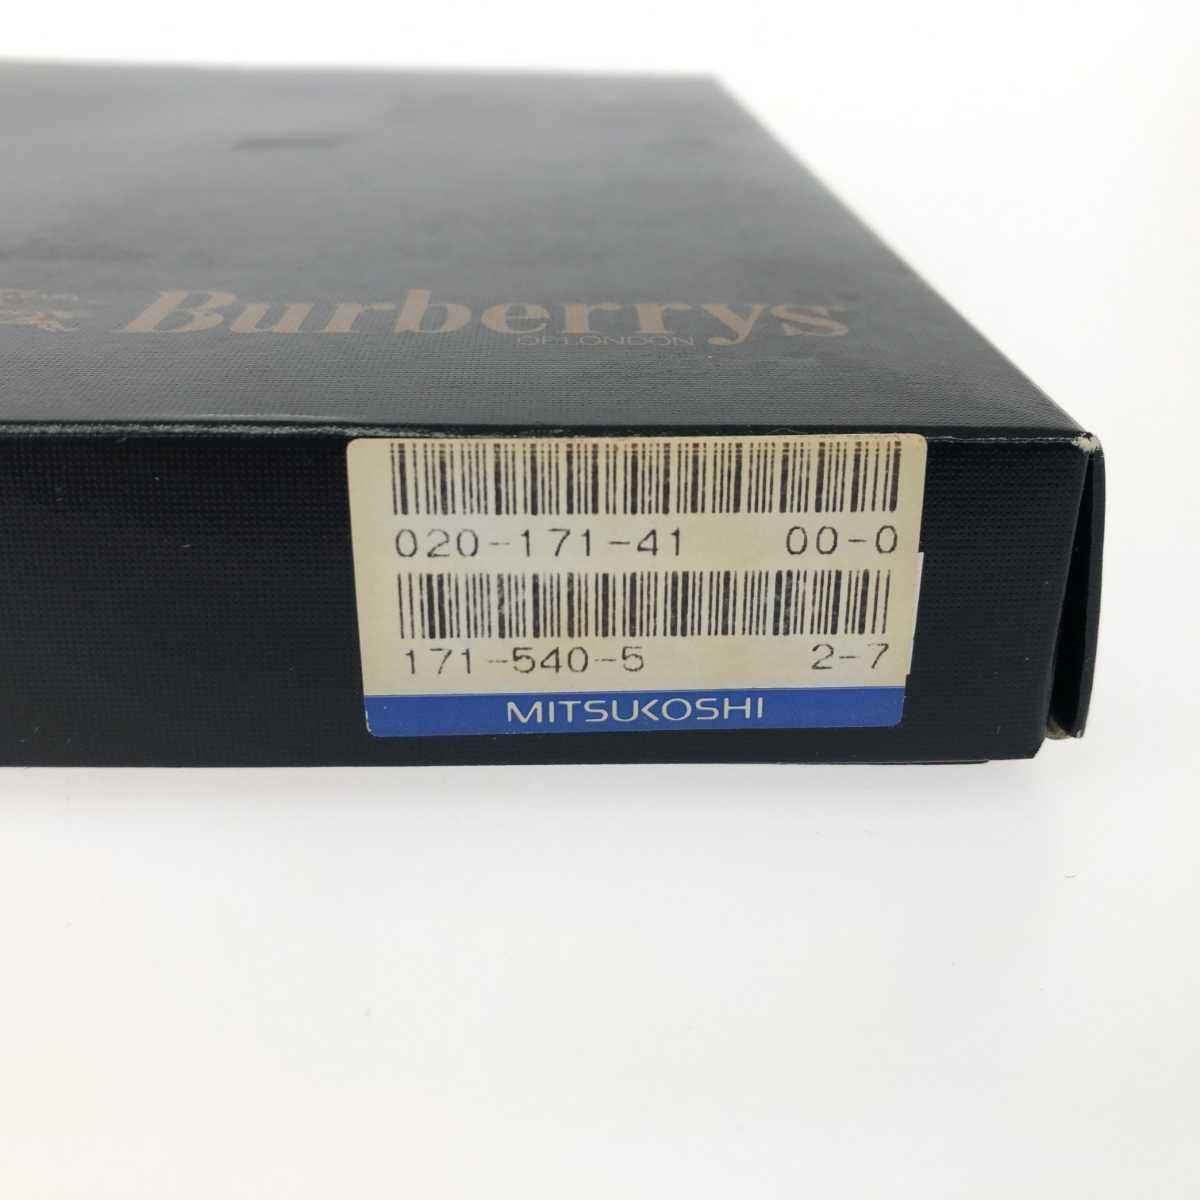 Burberrys
OF LONDON
020-171-41 00-0
171-540-5 2-7
MITSUKOSHI